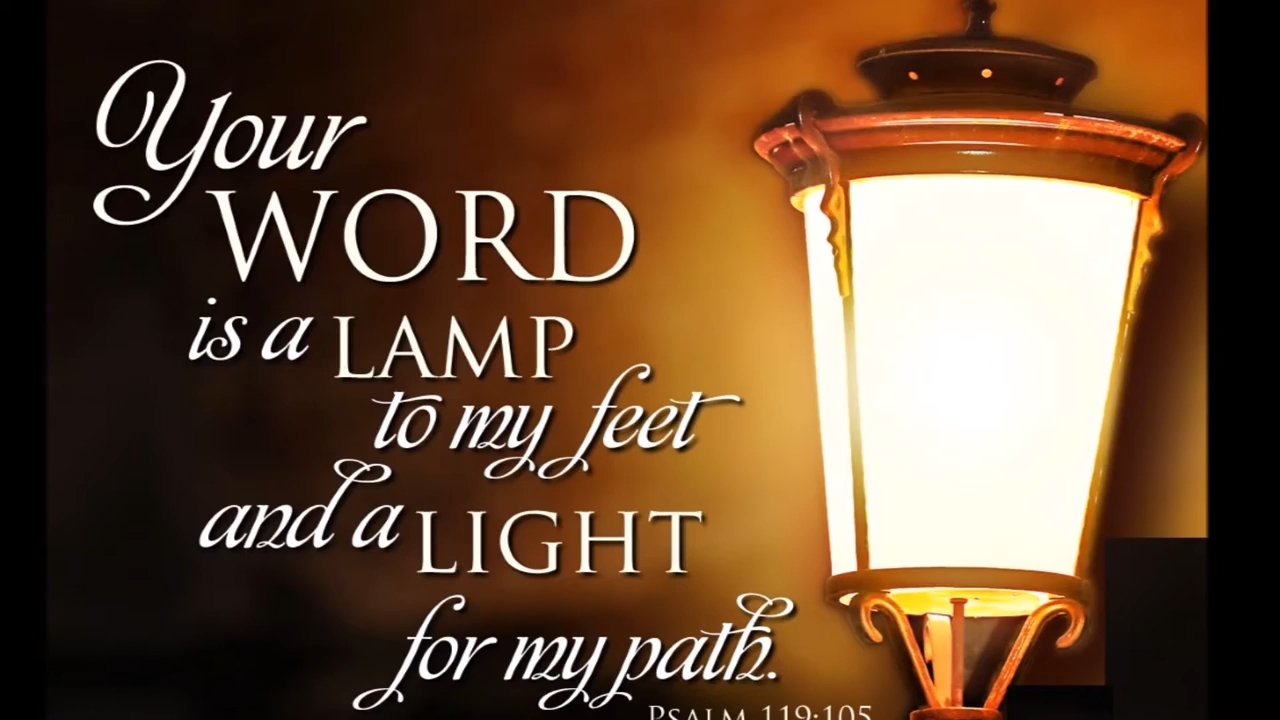 Your
WORD
is a LAMP
to my feet
and a LIGHT
for my path.
PSALM 119:105